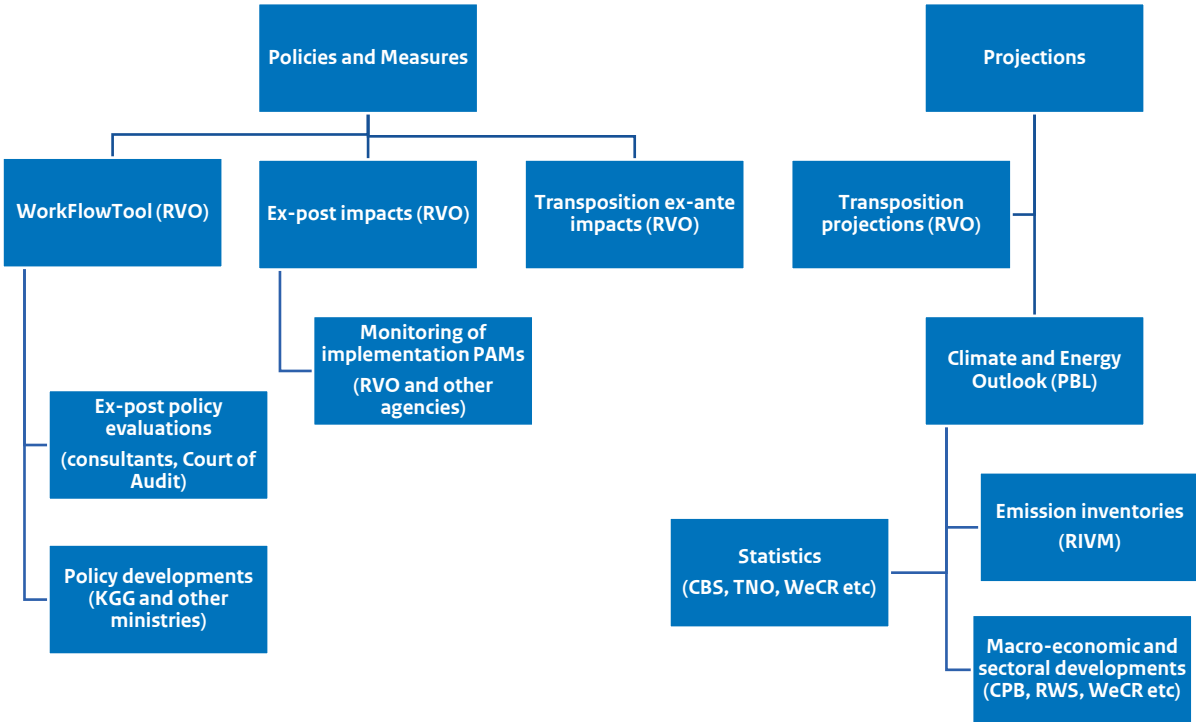 Policies and Measures
Projections
WorkFlowTool (RVO)
Ex-post impacts (RVO)
Transposition ex-ante
impacts (RVO)
Transposition
projections (RVO)
Monitoring of
implementation PAMs
(RVO and other
agencies)
Climate and Energy
Outlook (PBL)
Ex-post policy
evaluations
(consultants, Court of
Audit)
Emission inventories
(RIVM)
Statistics
(CBS, TNO, WeCR etc)
Policy developments
(KGG and other
ministries)
Macro-economic and
sectoral developments
(CPB, RWS, WeCR etc)